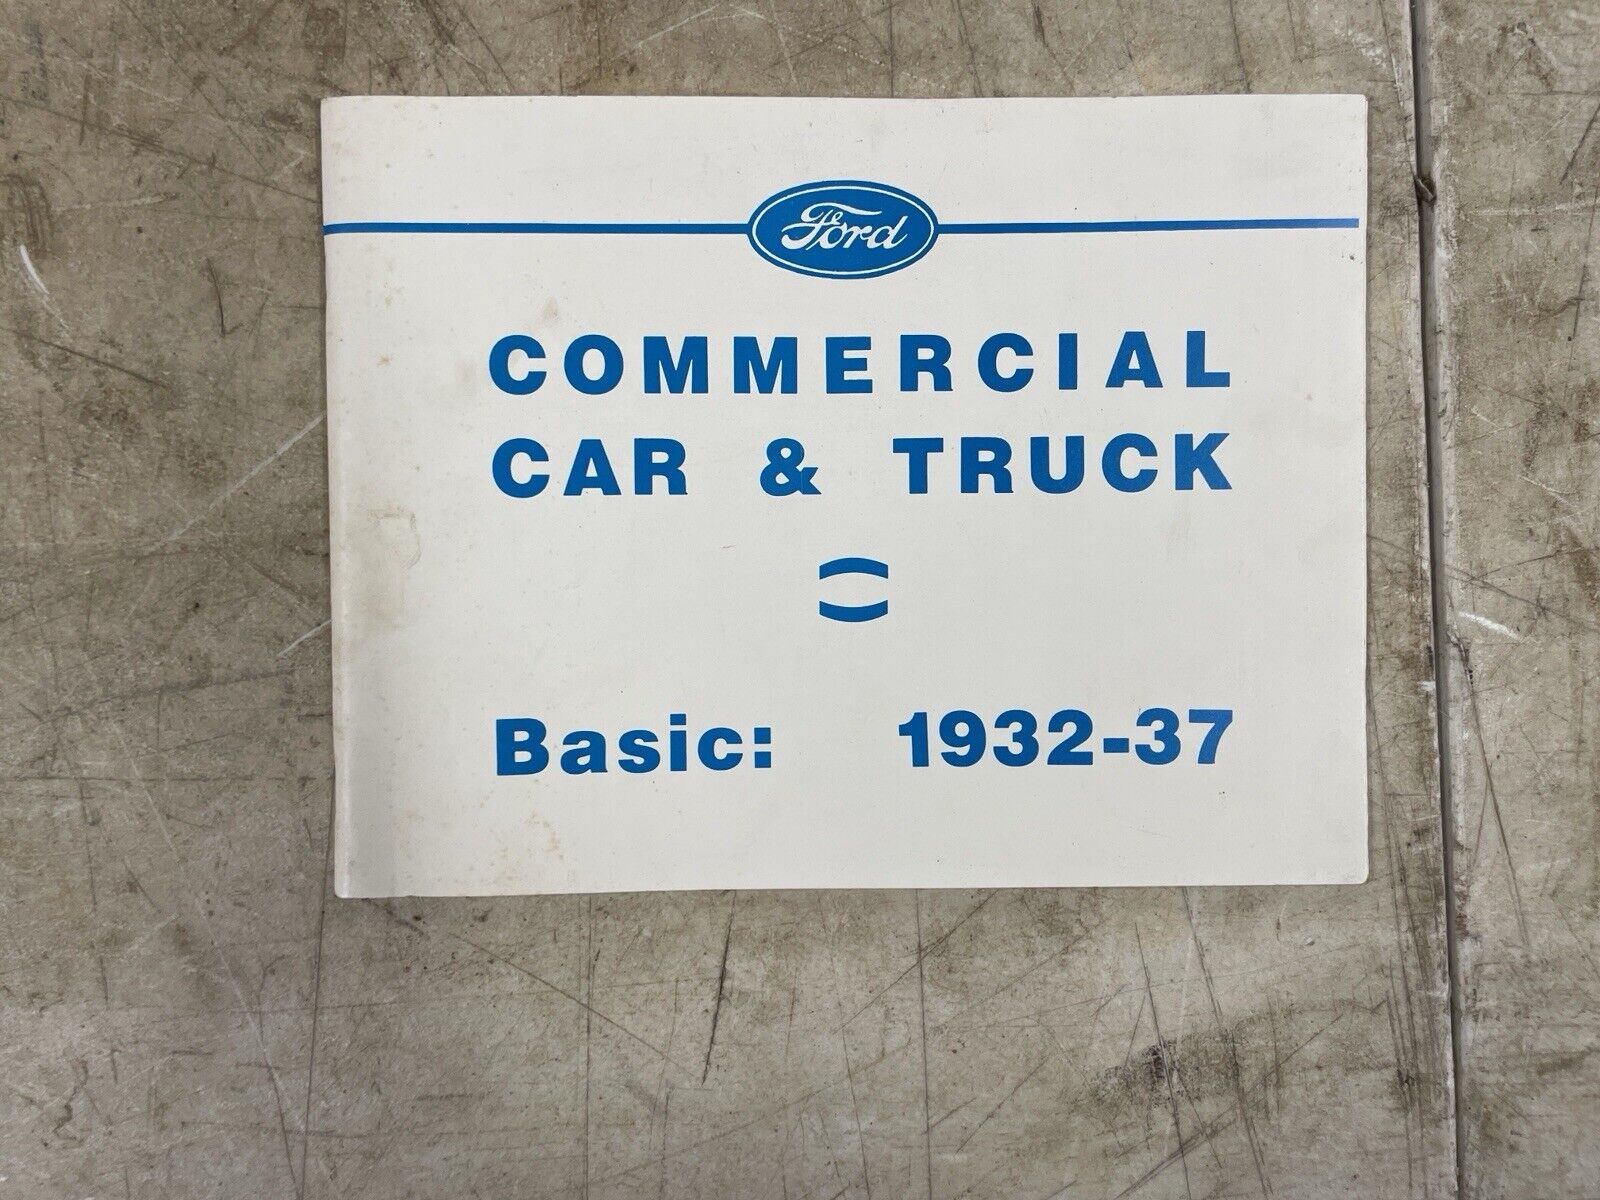 Ford
COMMERCIAL
CAR & TRUCK
Basic: 1932-37